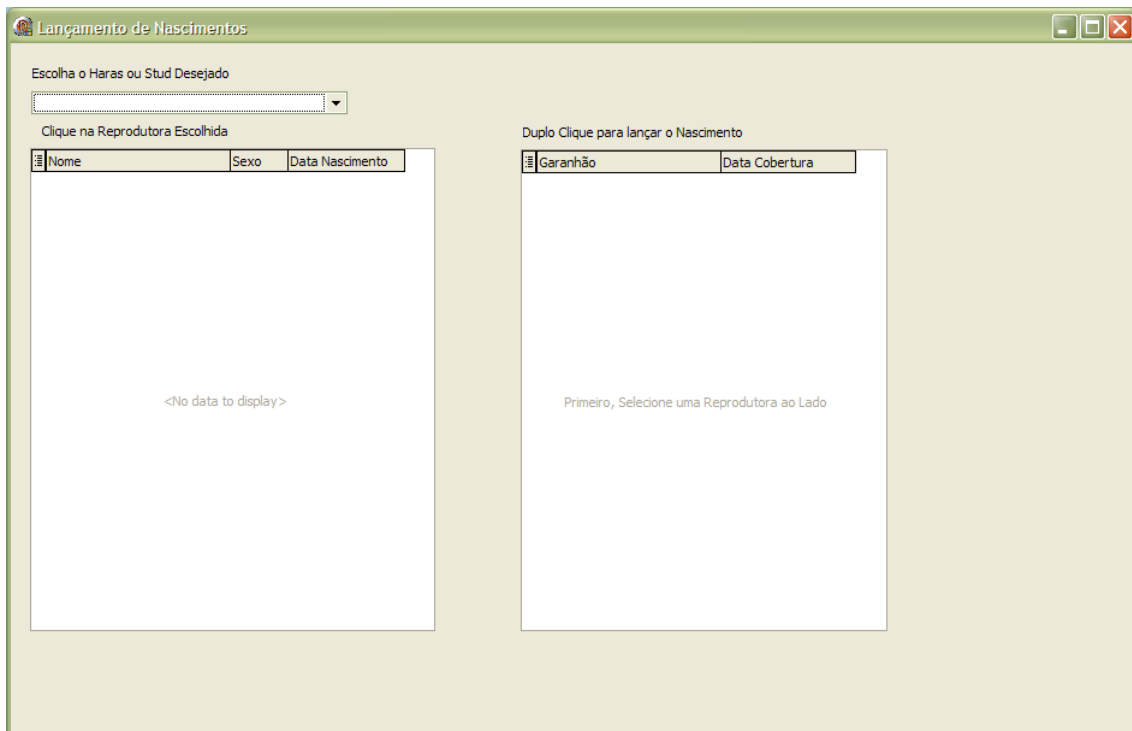 Lançamento de Nascimentos
Escolha o Haras ou Stud Desejado
Clique na Reprodutora Escolhida
Duplo Clique para lançar o Nascimento
Nome Sexo Data Nascimento
Garanhão Data Cobertura
<No data to display>
Primeiro, Selecione uma Reprodutora ao Lado